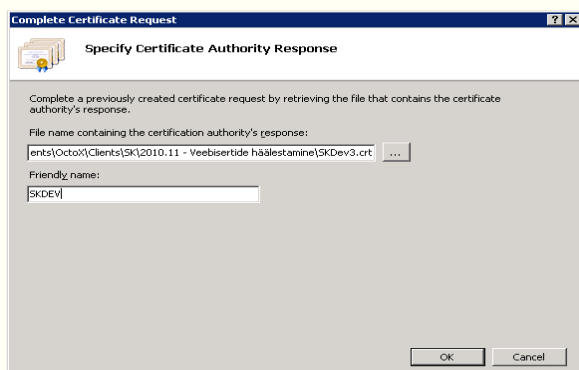 Complete Certificate Request
Specify Certificate Authority Response
Complete a previously created certificate request by retrieving the file that contains the certificate
authority's response.
File name containing the certification authority's response:
ents\OctoX\Clients\SK\2010.11 - Veebisertide häälestamine\SKDev3.crt
...
Friendly name:
SKDEV
OK Cancel